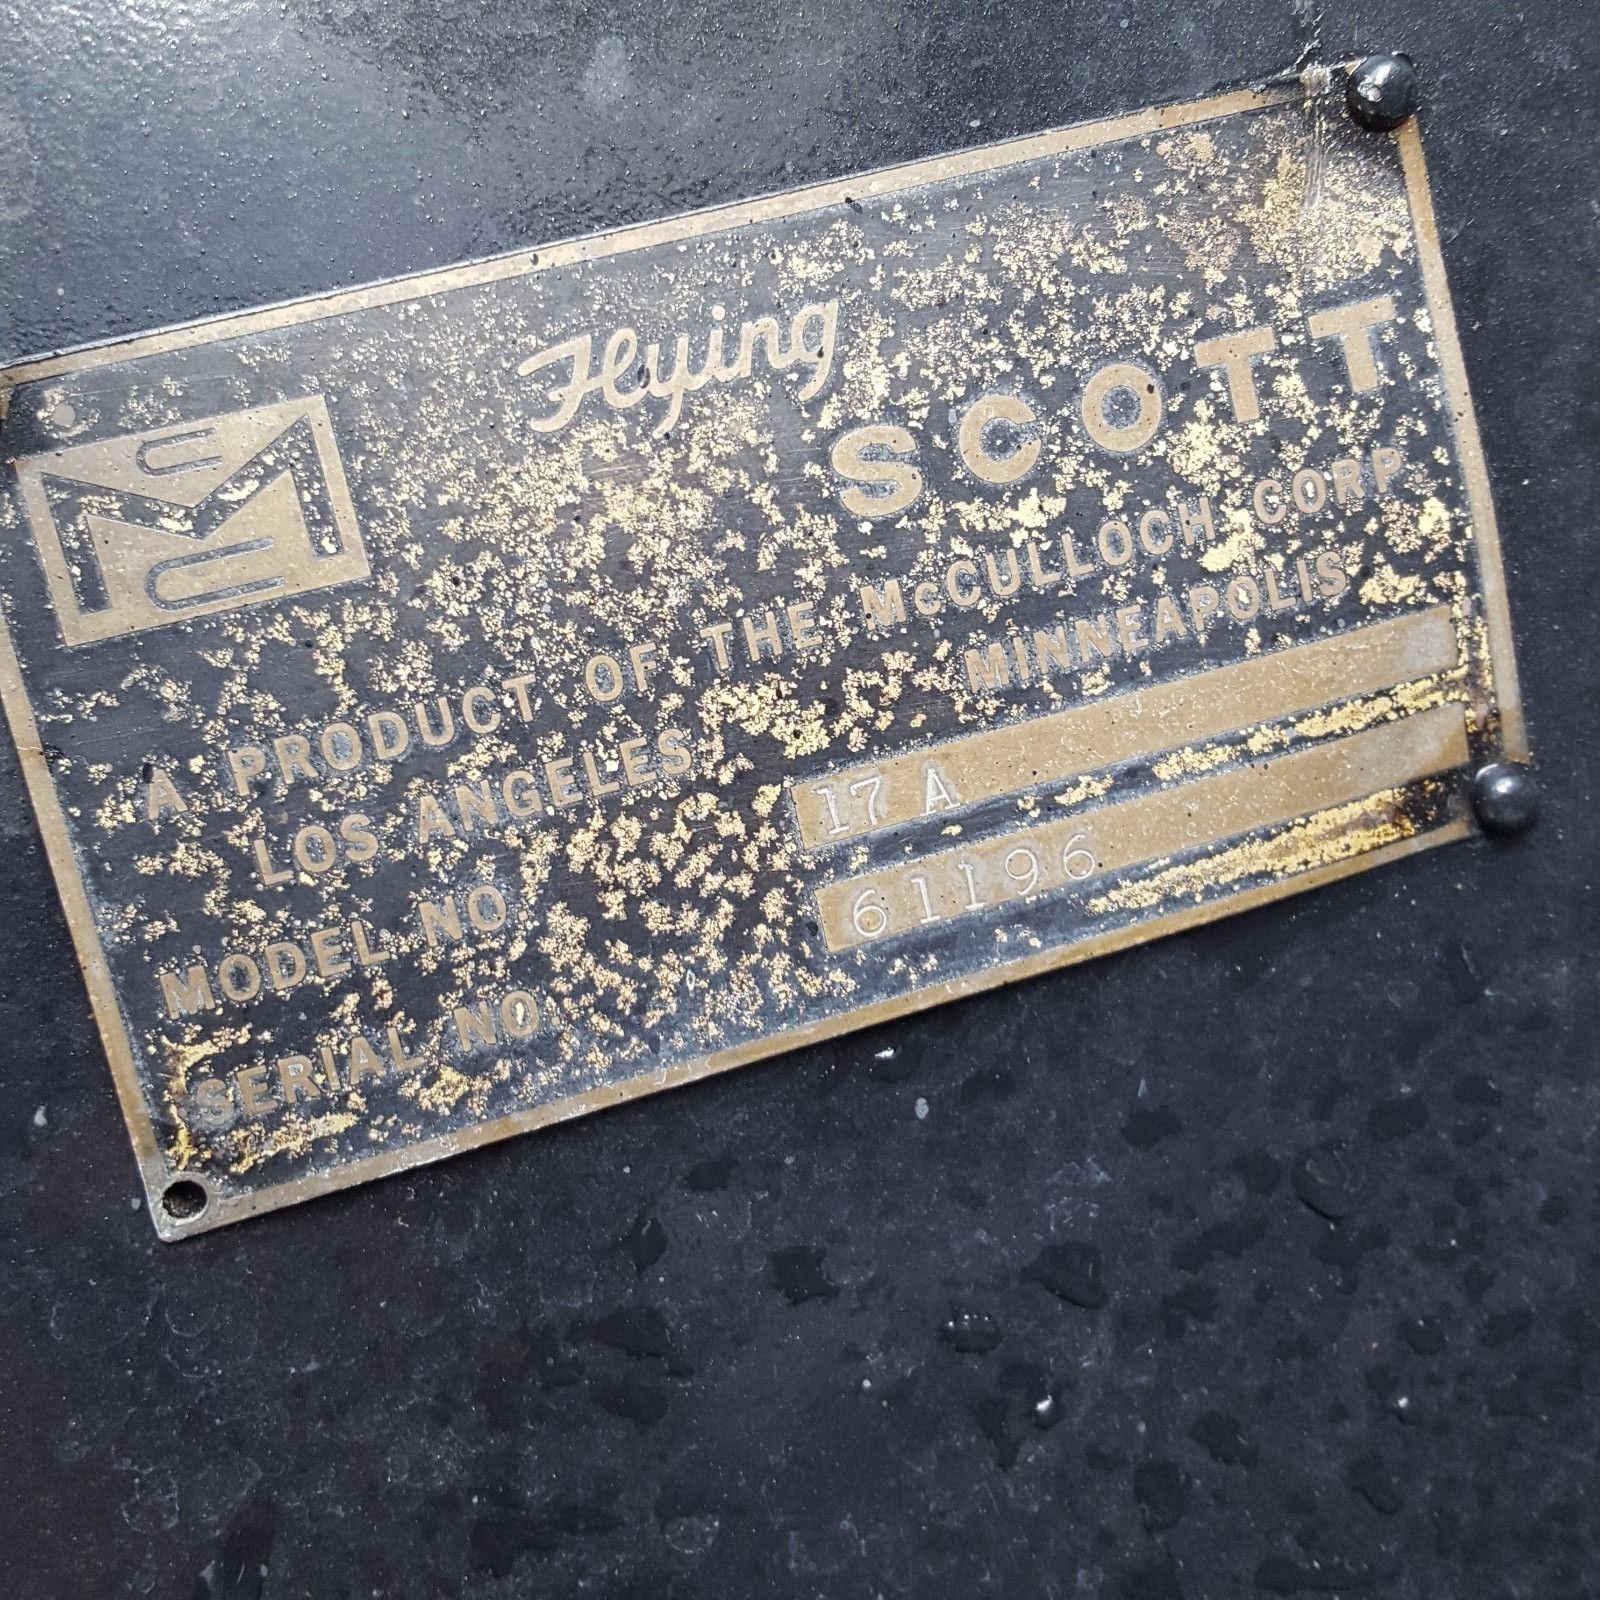 Flying
SCOTT
A PRODUCT OF THE McCULLOCH CORP.
LOS ANGELES MINNEAPOLIS
MODEL NO. 17 A
SERIAL NO. 61196